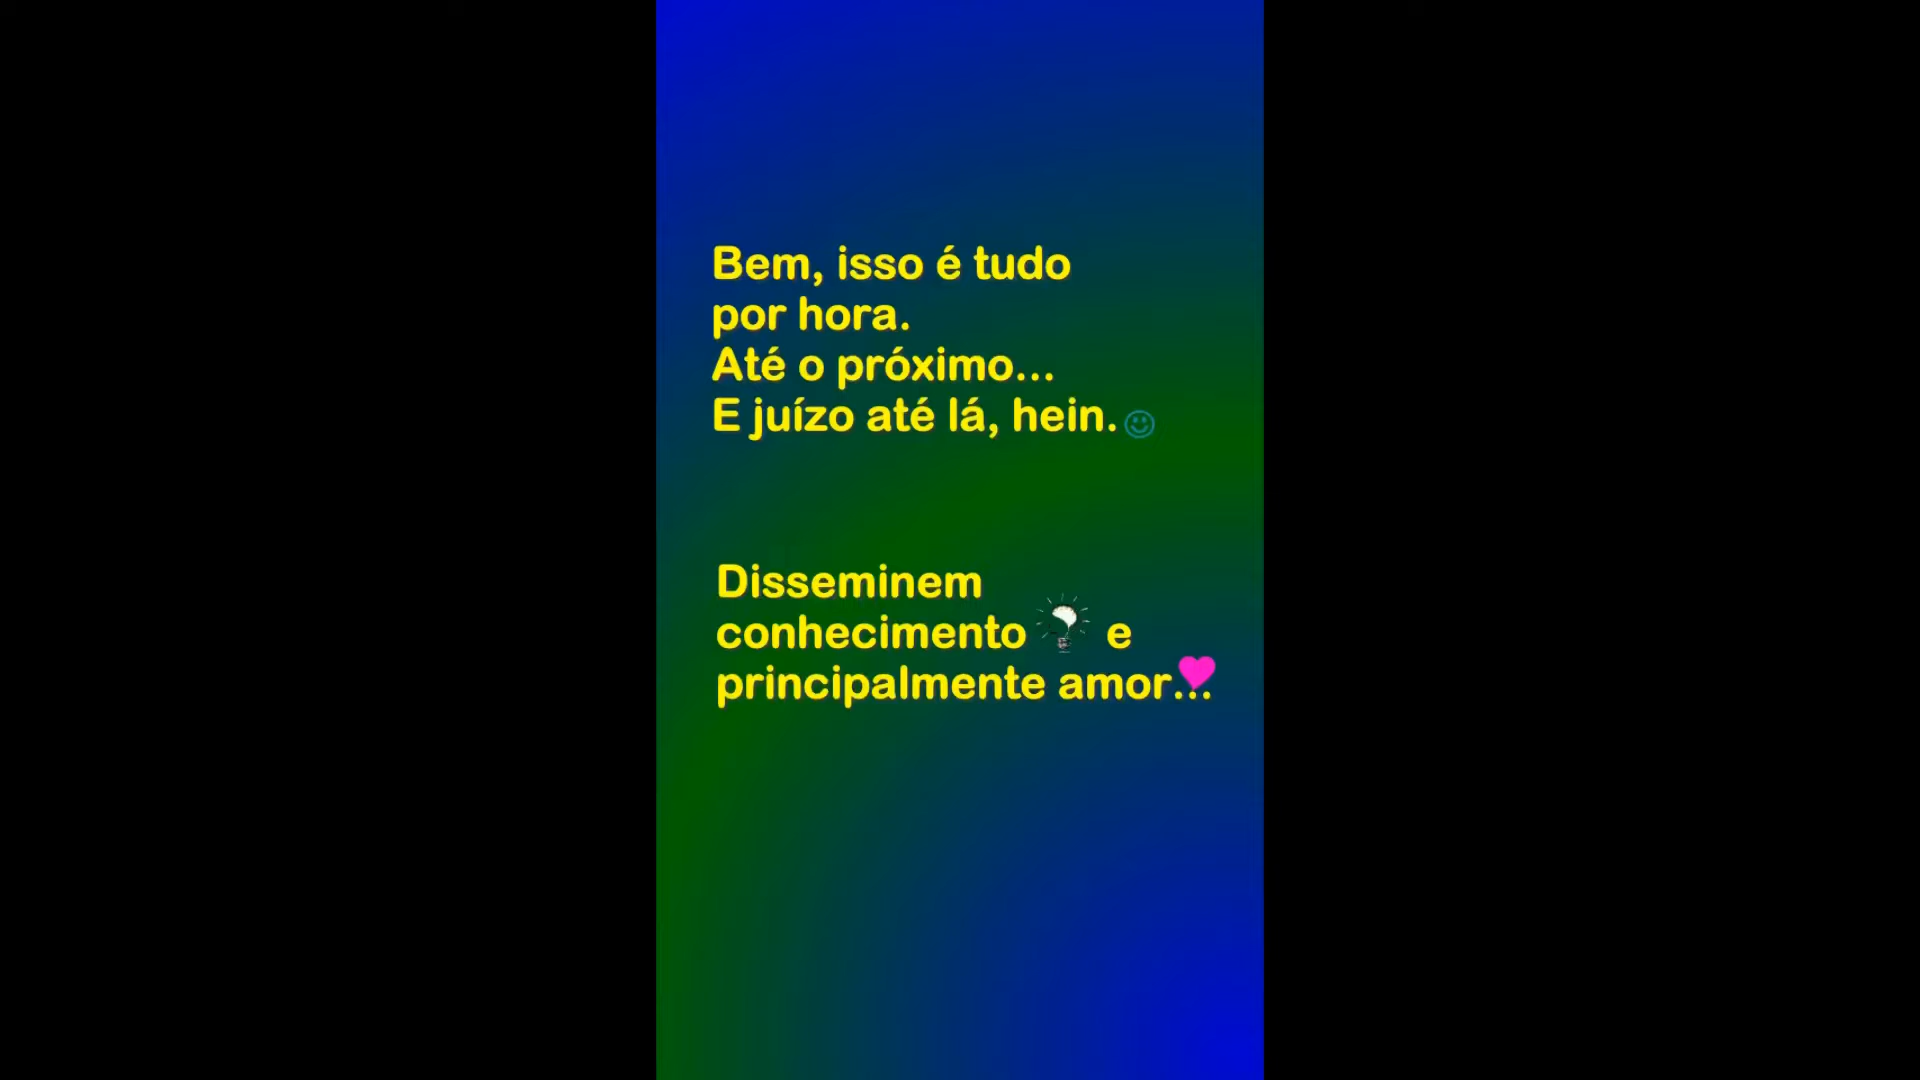 Bem, isso é tudo
por hora.
Até o próximo...
E juízo até lá, hein.
Disseminem
conhecimento e
principalmente amor...